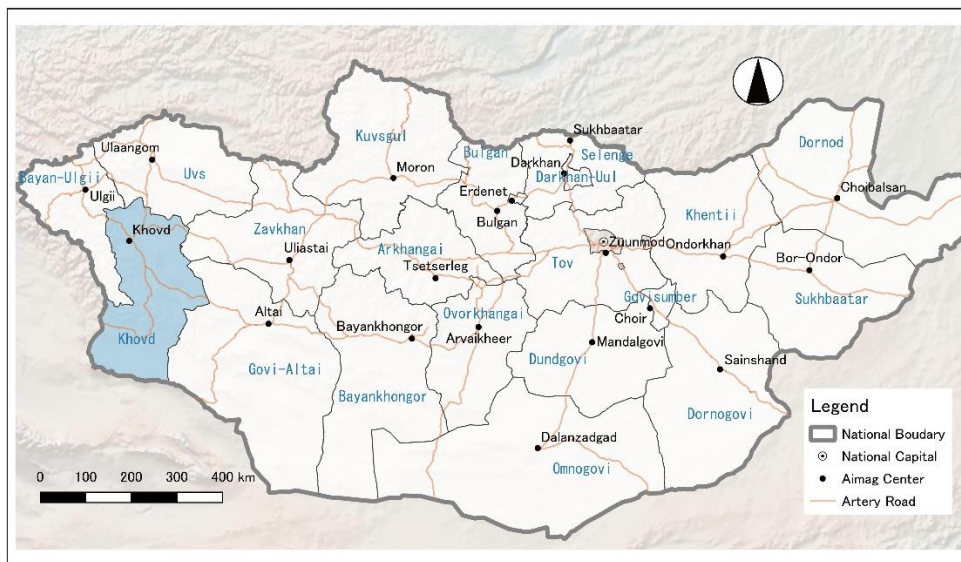 Sukhbaatar
Kuvsgul
Dornod
Ulaangom
Bulgan
Selenge
Darkhan
Bayan-Ulgii
Uvs
Moron
Darkhan-Uul
Ulgii
Erdenet
Choibalsan
Khovd
Bulgan
Khentii
Zavkhan
Uliastai
Arkhangai
Zuunmod
Ondorkhan
Tsetserleg
Tov
Bor-Ondor
Altai
Ovorkhangai
Govisumber
Sukhbaatar
Khovd
Bayankhongor
Arvaikheer
Choir
Mandalgovi
Govi-Altai
Dundgovi
Sainshand
Bayankhongor
Dornogovi
Dalanzadgad
Omnogovi
Legend
National Boudary
National Capital
Aimag Center
Artery Road
0 100 200 300 400 km